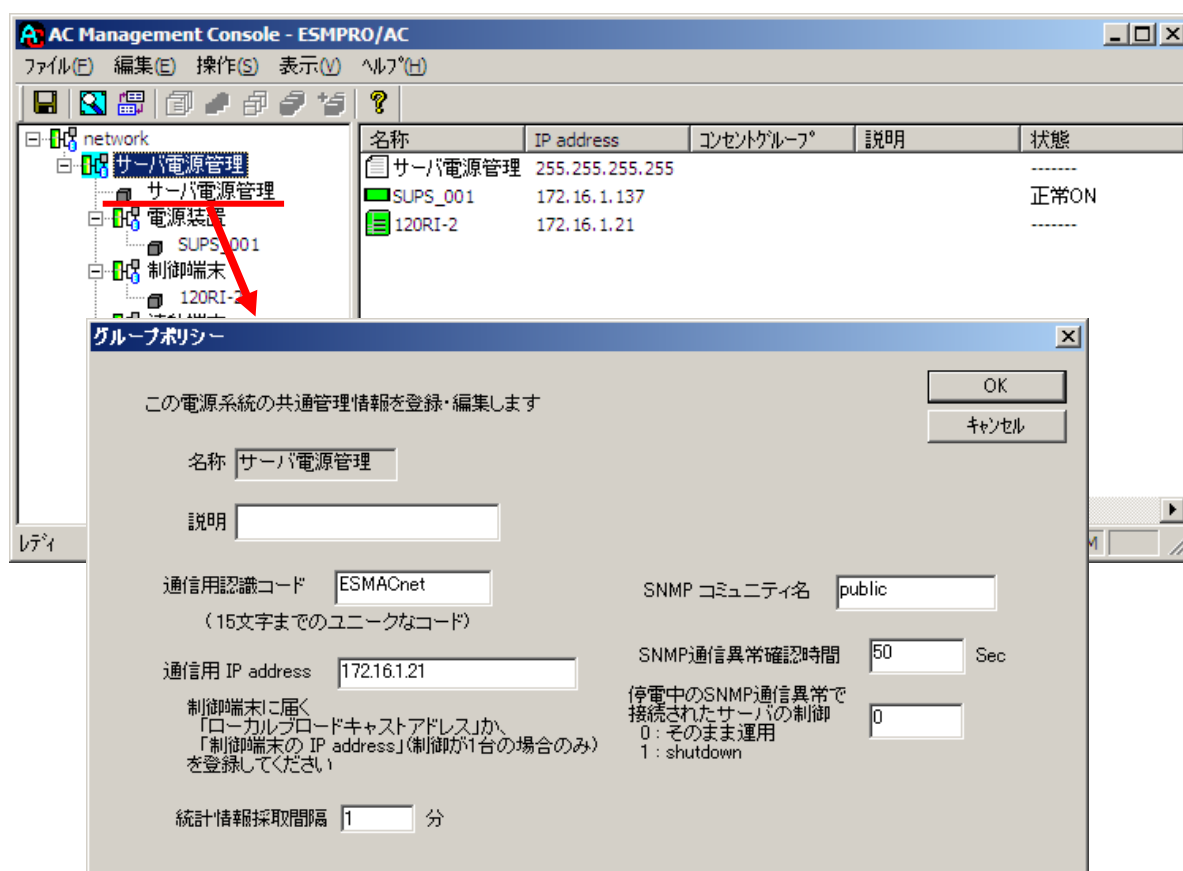 AC Management Console - ESMPRO/AC
ファイル(F) 編集(E) 操作(S) 表示(V) ヘルプ(H)
network
サーバ電源管理
サーバ電源管理
電源装置
SUPS_001
制御端末
120RI-2
名称 IP address コンセントグループ 説明 状態
サーバ電源管理 255.255.255.255 -------
SUPS_001 172.16.1.137 正常ON
120RI-2 172.16.1.21 -------
レディ
グループポリシー
この電源系統の共通管理情報を登録・編集します
OK
キャンセル
名称 サーバ電源管理
説明
通信用認識コード ESMACnet
(15文字までのユニークなコード)
通信用 IP address 172.16.1.21
制御端末に届く
「ローカルブロードキャストアドレス」か、
「制御端末の IP address」(制御が1台の場合のみ)
を登録してください
統計情報採取間隔 1 分
SNMP コミュニティ名 public
SNMP通信異常確認時間 50 Sec
停電中のSNMP通信異常で
接続されたサーバの制御
0 : そのまま運用
1 : shutdown
0